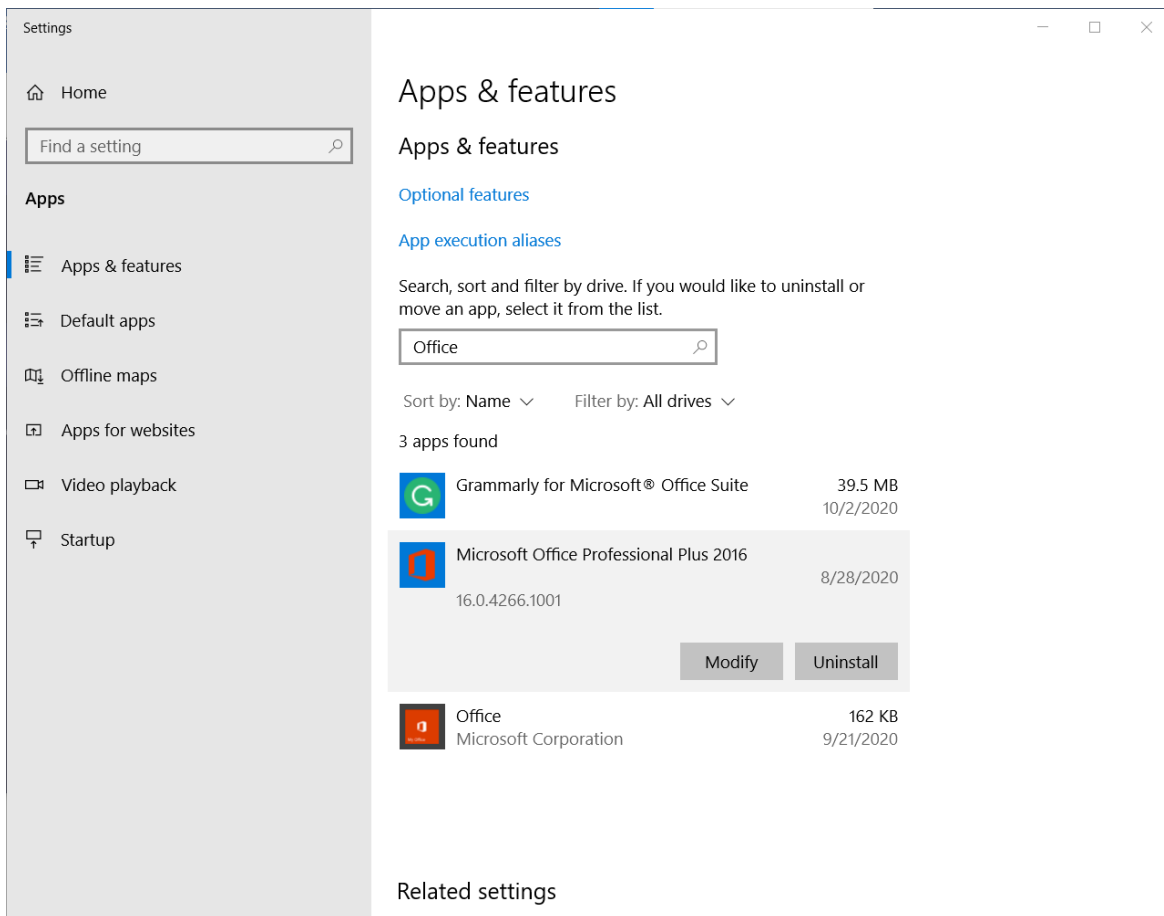 Settings
Home
Find a setting
Apps
Apps & features
Default apps
Offline maps
Apps for websites
Video playback
Startup
Apps & features
Apps & features
Optional features
App execution aliases
Search, sort and filter by drive. If you would like to uninstall or
move an app, select it from the list.
Office
Sort by: Name
Filter by: All drives
3 apps found
Grammarly for Microsoft® Office Suite
39.5 MB
10/2/2020
Microsoft Office Professional Plus 2016
8/28/2020
16.0.4266.1001
Modify
Uninstall
Office
162 KB
Microsoft Corporation
9/21/2020
Related settings